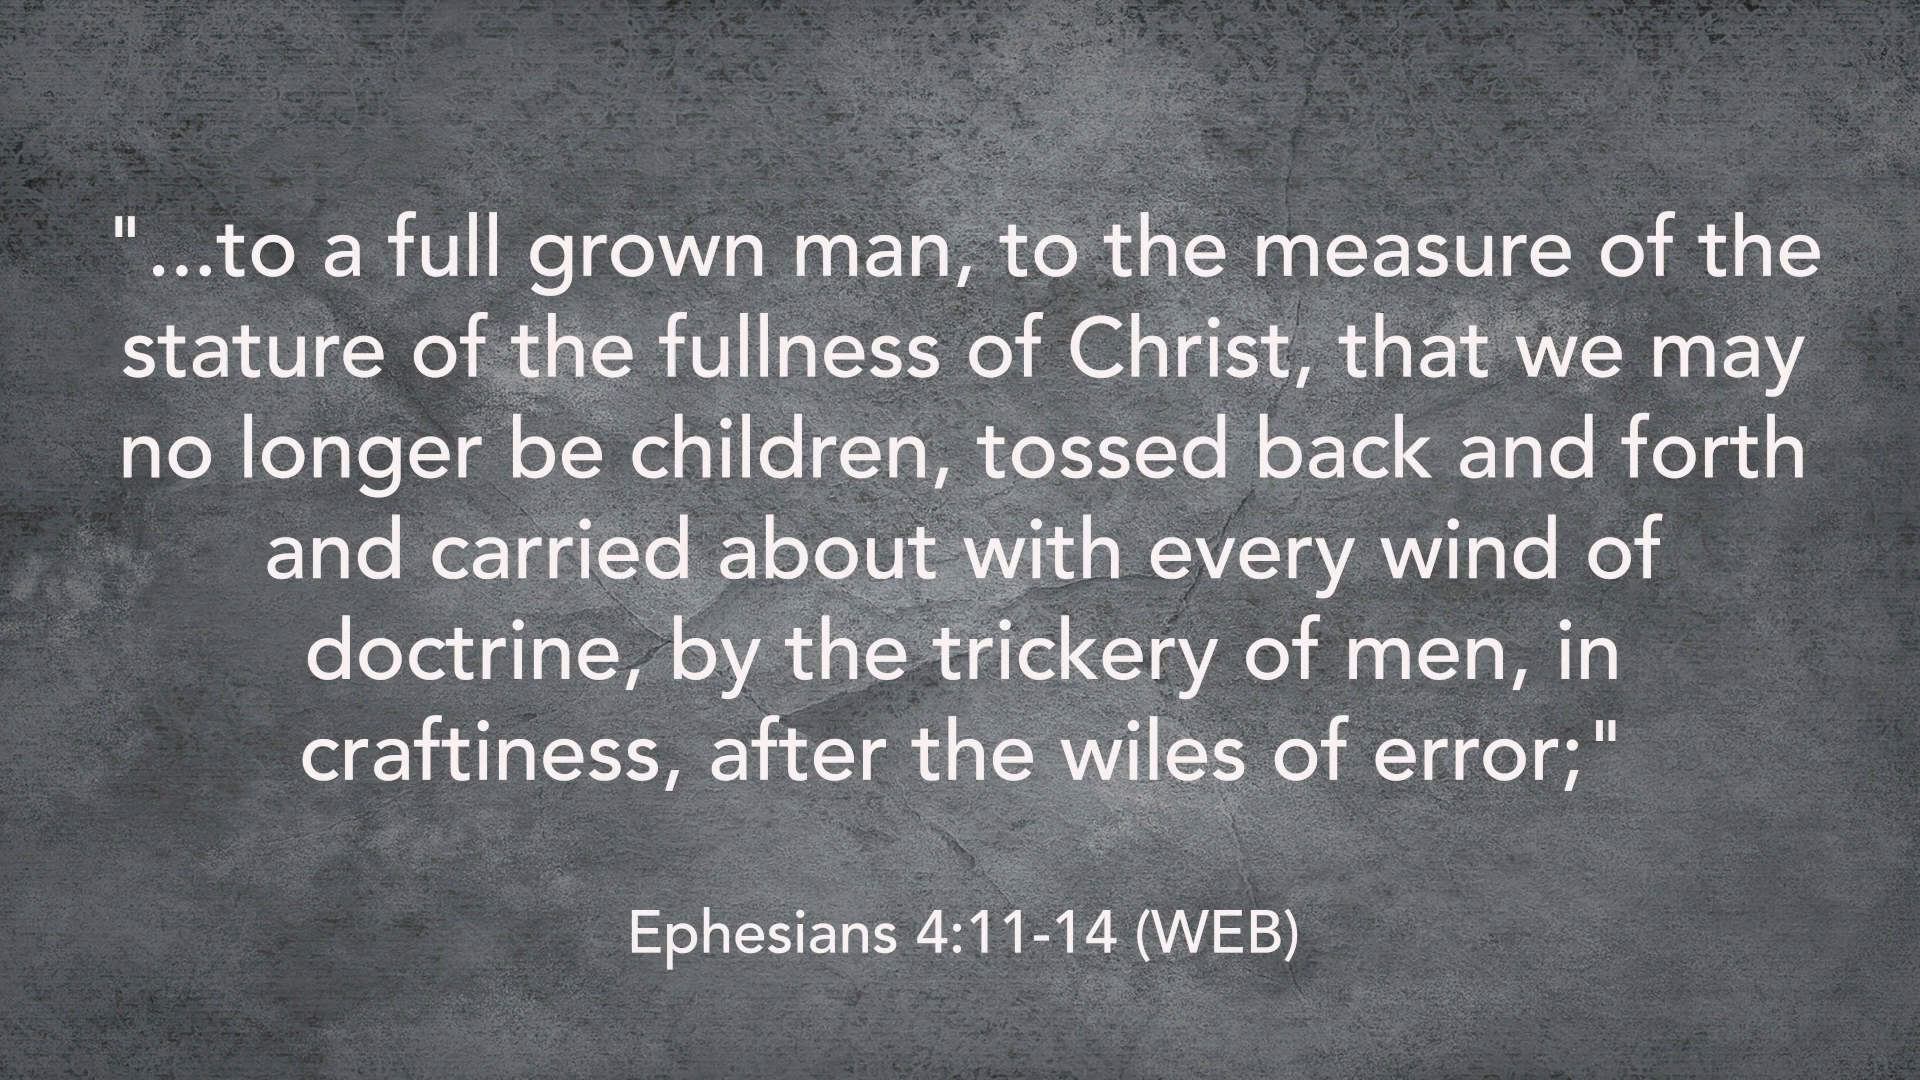 "...to a full grown man, to the measure of the
stature of the fullness of Christ, that we may
no longer be children, tossed back and forth
and carried about with every wind of
doctrine, by the trickery of men, in
craftiness, after the wiles of error;"
Ephesians 4:11-14 (WEB)